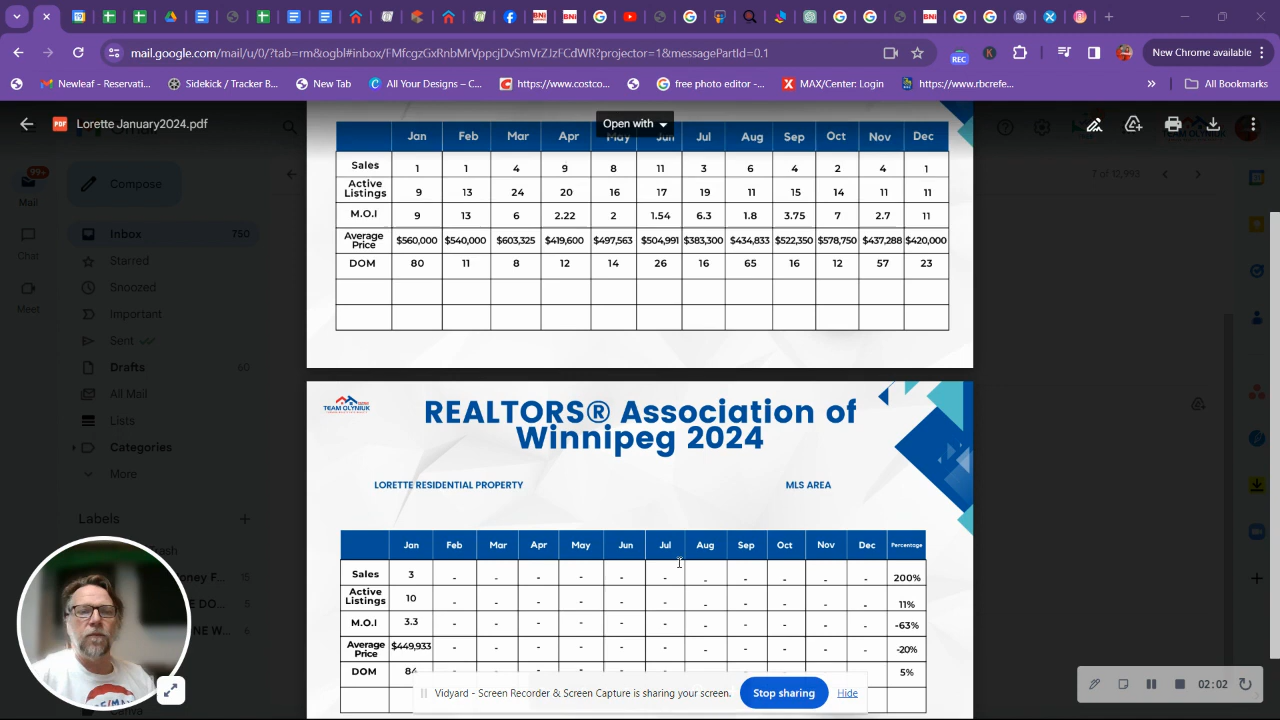 New Chrome available
mail.google.com/mail/u/0/?tab=rm&ogbl#inbox/FMfcgzGxRnbMrVppcjDvSmVrZJzFCdWR?projector=1&messagePartId=0.1
REC
Newleaf - Reservati...
Sidekick / Tracker B...
New Tab
All Your Designs – C...
https://www.costco...
free photo editor -...
MAX/Center: Login
https://www.rbcrefe...
»
All Bookmarks
PDF
Lorette January2024.pdf
Open with
99+
Mail
Chat
Meet
Compose
Inbox 750
Starred
Snoozed
Important
Sent
Drafts 60
All Mail
Lists
Categories
More
Labels
7 of 12,993
Jan Feb Mar Apr May Jun Jul Aug Sep Oct Nov Dec
Sales 1 1 4 9 8 11 3 6 4 2 4 1
Active Listings 9 13 24 20 16 17 19 11 15 14 11 11
M.O.I 9 13 6 2.22 2 1.54 6.3 1.8 3.75 7 2.7 11
Average Price $560,000 $540,000 $603,325 $419,600 $497,563 $504,991 $383,300 $434,833 $522,350 $578,750 $437,288 $420,000
DOM 80 11 8 12 14 26 16 65 16 12 57 23
TEAM OLYNIUK
REALTORS® Association of
Winnipeg 2024
LORETTE RESIDENTIAL PROPERTY
MLS AREA
Jan Feb Mar Apr May Jun Jul Aug Sep Oct Nov Dec Percentage
Sales 3 - - - - - - - - - - - 200%
Active Listings 10 - - - - - - - - - - - 11%
M.O.I 3.3 - - - - - - - - - - - -63%
Average Price $449,933 - - - - - - - - - - - -20%
DOM 84 - - - - - - - - - - - 5%
Vidyard - Screen Recorder & Screen Capture is sharing your screen.
Stop sharing
Hide
02:02